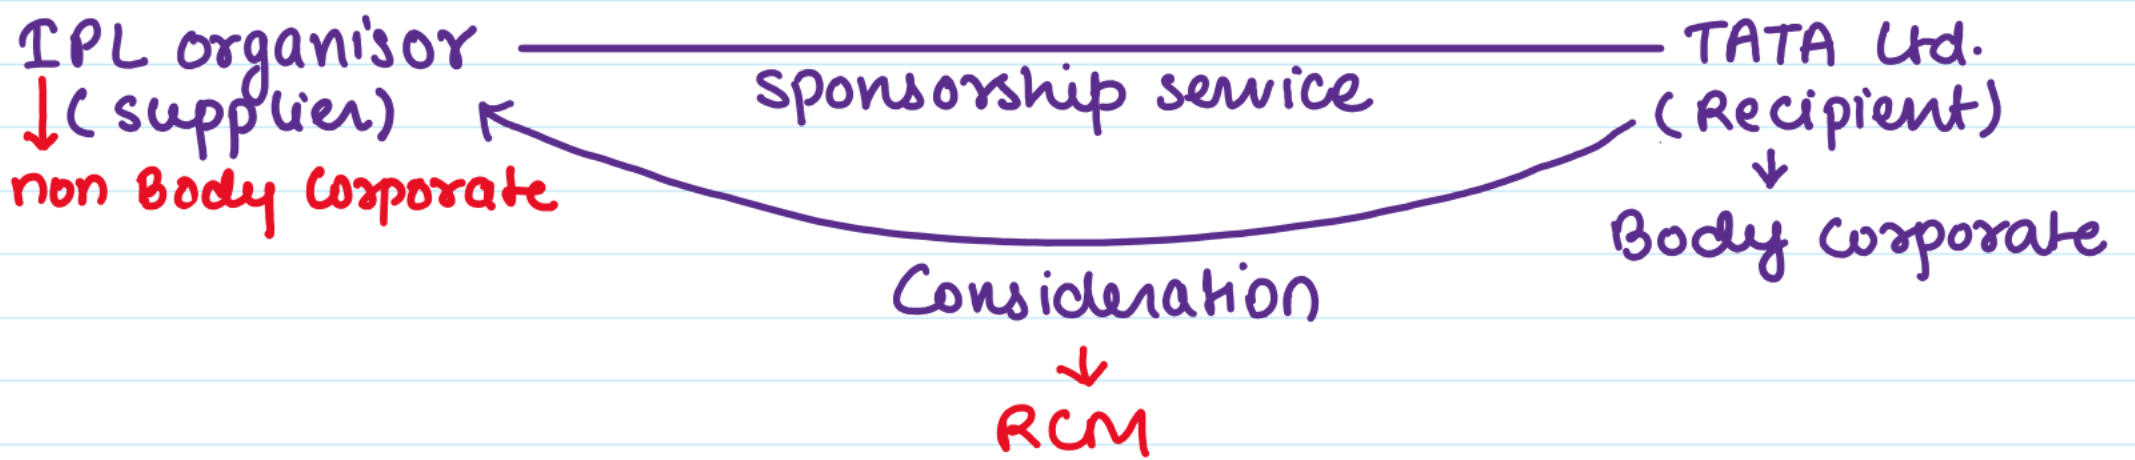 IPL organisor TATA Ltd.
sponsorship service
(supplier) (Recipient)
non Body Corporate
Body Corporate
Consideration
RCM